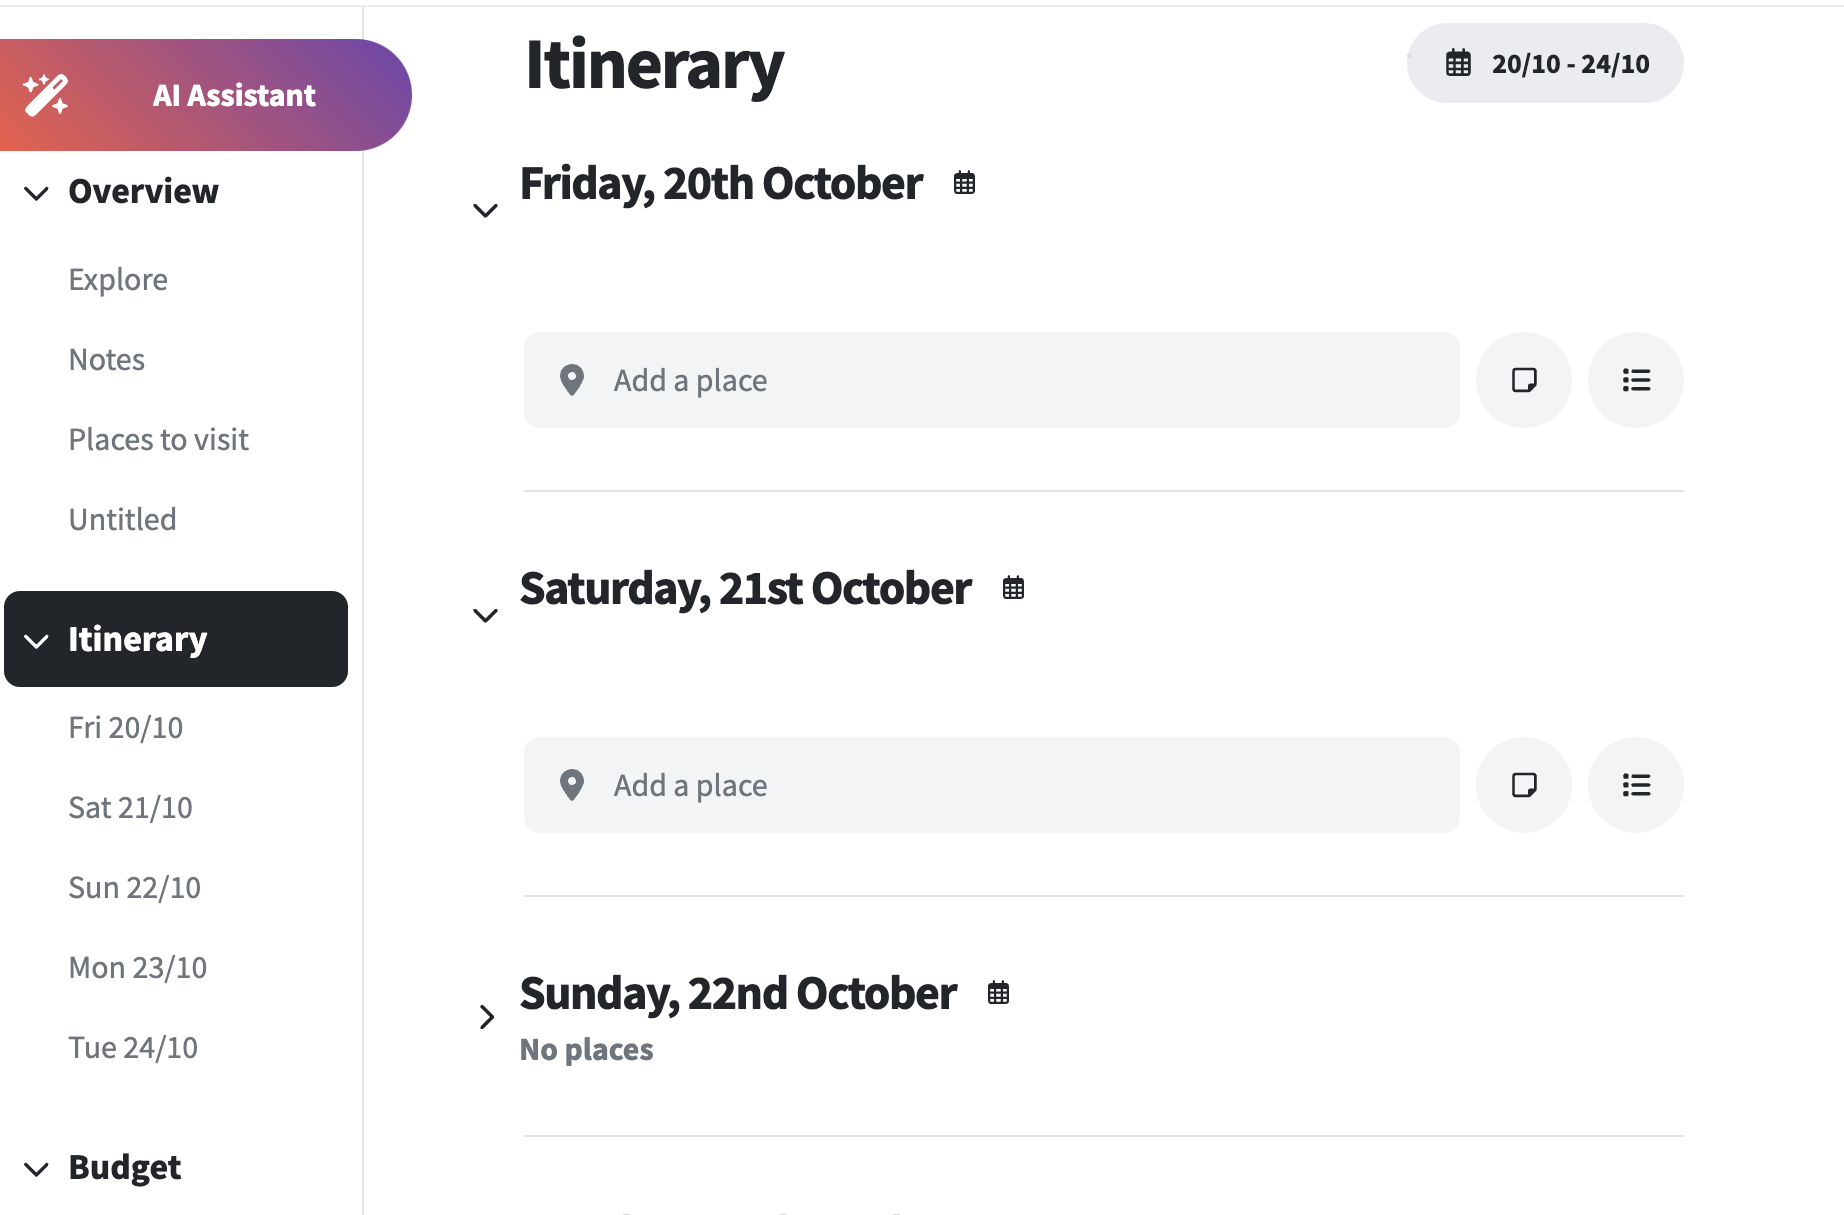 AI Assistant
Overview
Explore
Notes
Places to visit
Untitled
Itinerary
Fri 20/10
Sat 21/10
Sun 22/10
Mon 23/10
Tue 24/10
Budget
Itinerary
20/10 - 24/10
Friday, 20th October
Add a place
Saturday, 21st October
Add a place
Sunday, 22nd October
No places